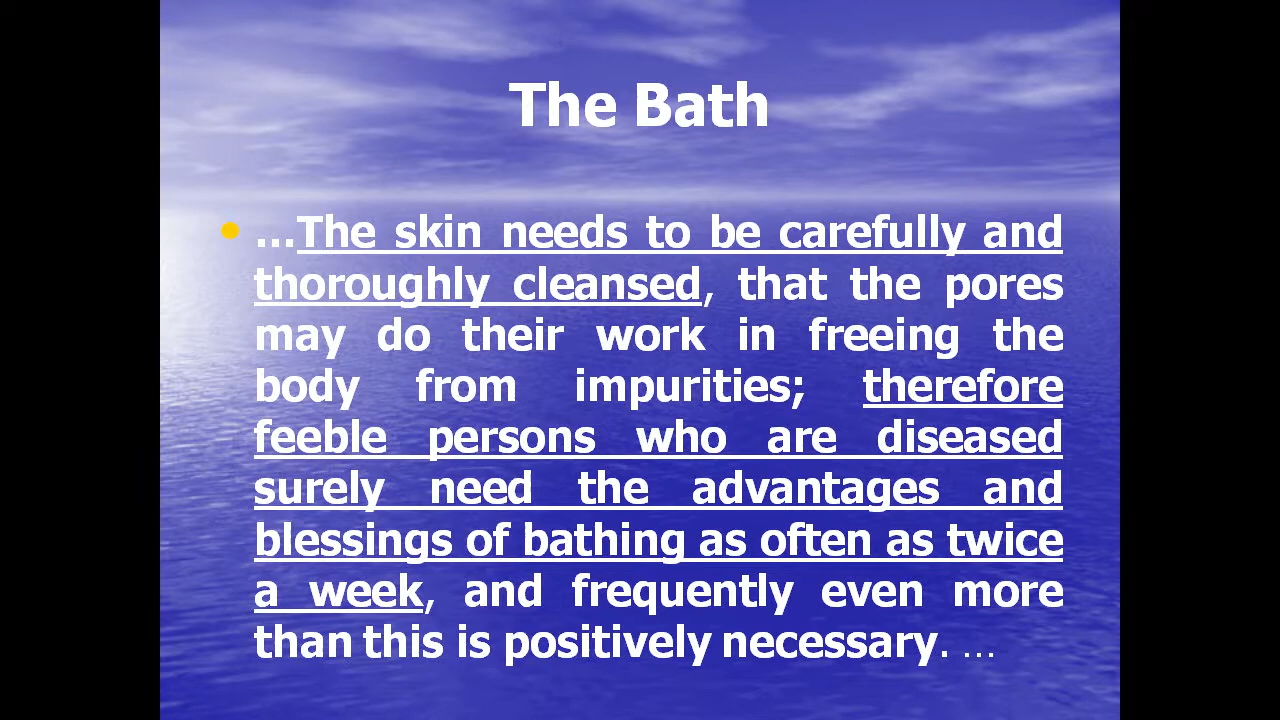 The Bath
• …The skin needs to be carefully and
thoroughly cleansed, that the pores
may do their work in freeing the
body from impurities; therefore
feeble persons who are diseased
surely need the advantages and
blessings of bathing as often as twice
a week, and frequently even more
than this is positively necessary. …